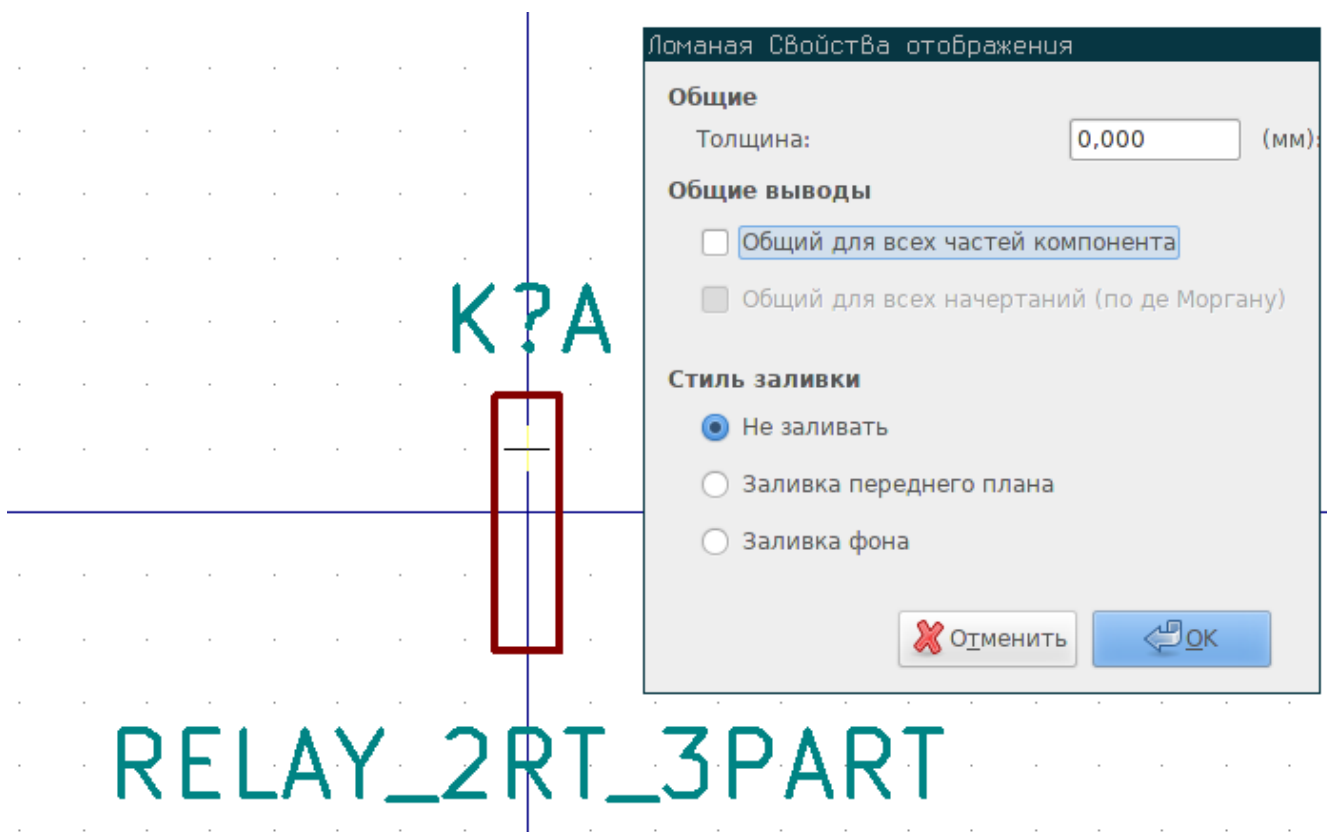 Ломаная Свойства отображения
Общие
Толщина: 0,000 (мм):
Общие выводы
Общий для всех частей компонента
Общий для всех начертаний (по де Моргану)
K?A
Стиль заливки
Не заливать
Заливка переднего плана
Заливка фона
Отменить OK
RELAY_2RT_3PART